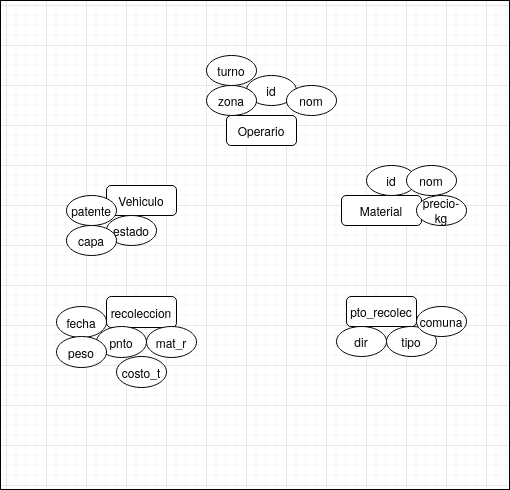 turno
id
zona
nom
Operario
id
nom
Vehiculo
patente
Material
precio-
kg
estado
capa
recoleccion
pto_recolec
fecha
comuna
pnto
mat_r
dir
tipo
peso
costo_t